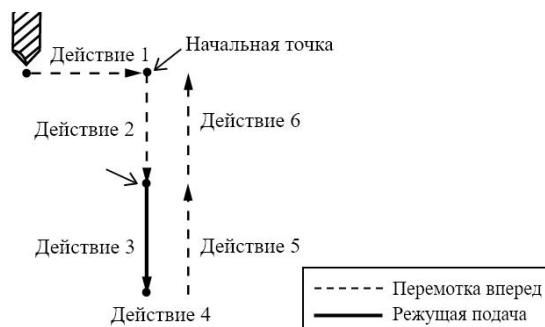 Действие 1
Начальная точка
Действие 2
Действие 6
Действие 3
Действие 5
Действие 4
Перемотка вперед
Режущая подача